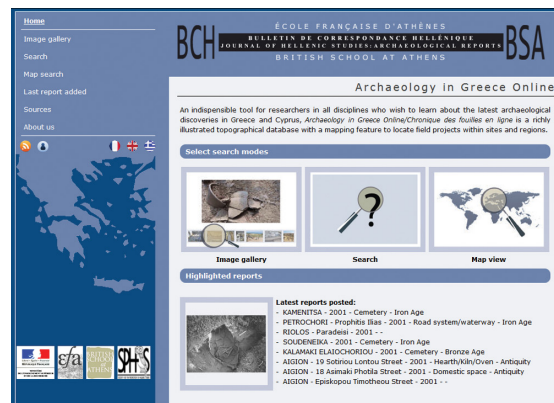 Home
Image gallery
Search
Map search
Last report added
Sources
About us
BCH
ÉCOLE FRANÇAISE D'ATHÈNES
BULLETIN DE CORRESPONDANCE HELLÉNIQUE
JOURNAL OF HELLENIC STUDIES: ARCHAEOLOGICAL REPORTS
BRITISH SCHOOL AT ATHENS
BSA
Archaeology in Greece Online
An indispensible tool for researchers in all disciplines who wish to learn about the latest archaeological
discoveries in Greece and Cyprus, Archaeology in Greece Online/Chronique des fouilles en ligne is a richly
illustrated topographical database with a mapping feature to locate field projects within sites and regions.
Select search modes
?
Image gallery
Search
Map view
Highlighted reports
Latest reports posted:
- KAMENITSA - 2001 - Cemetery - Iron Age
- PETROCHORI - Prophitis Ilias - 2001 - Road system/waterway - Iron Age
- RIOLOS - Paradeisi - 2001 - -
- SOUDENEIKA - 2001 - Cemetery - Iron Age
- KALAMAKI ELAIOCHORIOU - 2001 - Cemetery - Bronze Age
- AIGION - 19 Sotiriou Lontou Street - 2001 - Hearth/Kiln/Oven - Antiquity
- AIGION - 18 Asimaki Photila Street - 2001 - Domestic space - Antiquity
- AIGION - Episkopou Timotheou Street - 2001 - -
efa
BRITISH
SCHOOL
at
ATHENS
SPHS